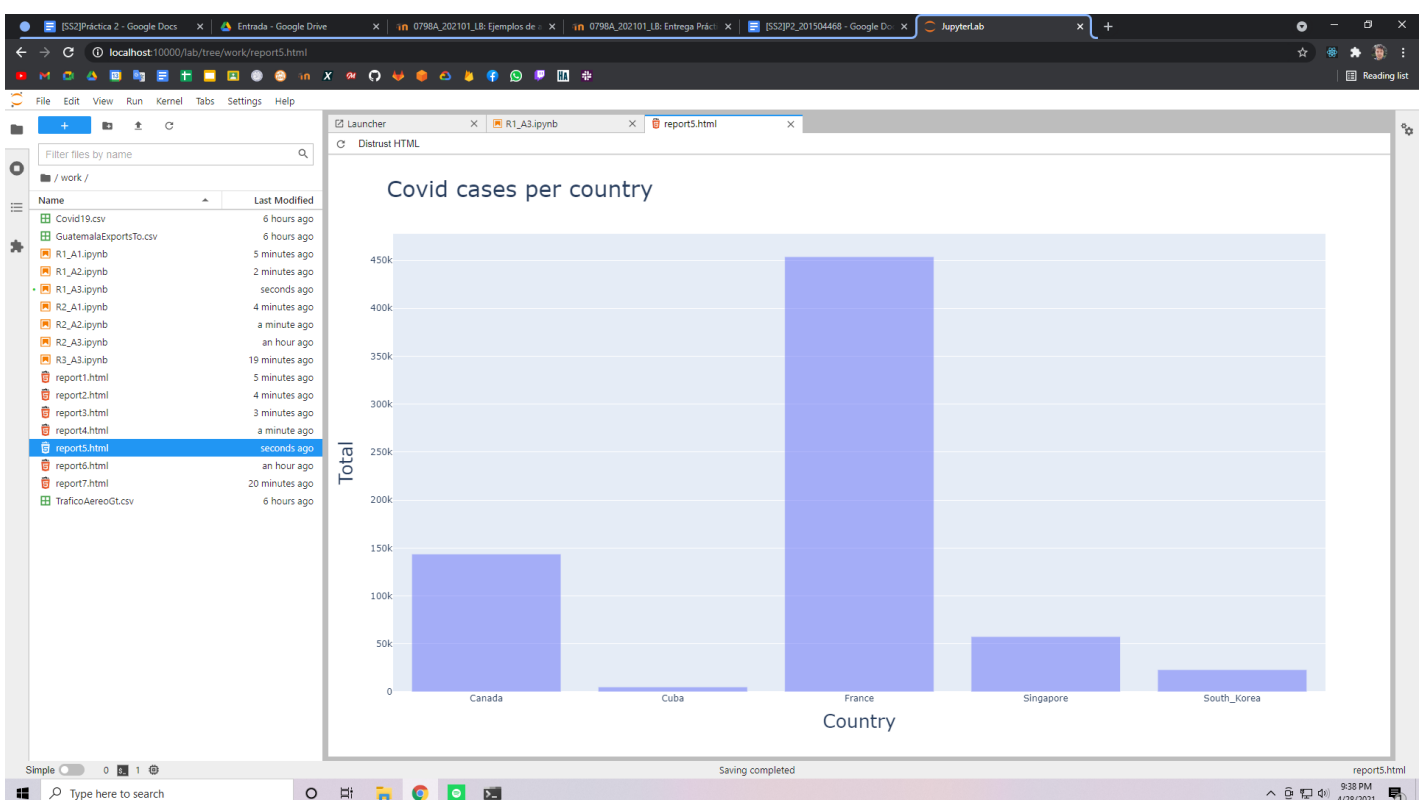 [SS2]Práctica 2 - Google Docs
Entrada - Google Drive
0798A_202101_LB: Ejemplos de
0798A_202101_LB: Entrega Práct
[SS2]P2_201504468 - Google Do
JupyterLab
localhost:10000/lab/tree/work/report5.html
Reading list
File Edit View Run Kernel Tabs Settings Help
Filter files by name
/ work /
Name Last Modified
Covid19.csv 6 hours ago
GuatemalaExportsTo.csv 6 hours ago
R1_A1.ipynb 5 minutes ago
R1_A2.ipynb 2 minutes ago
R1_A3.ipynb seconds ago
R2_A1.ipynb 4 minutes ago
R2_A2.ipynb a minute ago
R2_A3.ipynb an hour ago
R3_A3.ipynb 19 minutes ago
report1.html 5 minutes ago
report2.html 4 minutes ago
report3.html 3 minutes ago
report4.html a minute ago
report5.html seconds ago
report6.html an hour ago
report7.html 20 minutes ago
TraficoAereoGt.csv 6 hours ago
Launcher R1_A3.ipynb report5.html
Distrust HTML
Covid cases per country
450k
400k
350k
300k
250k
200k
150k
100k
50k
0
Total
Canada Cuba France Singapore South_Korea
Country
Simple 0 1 Saving completed report5.html
Type here to search
9:38 PM
4/28/2021